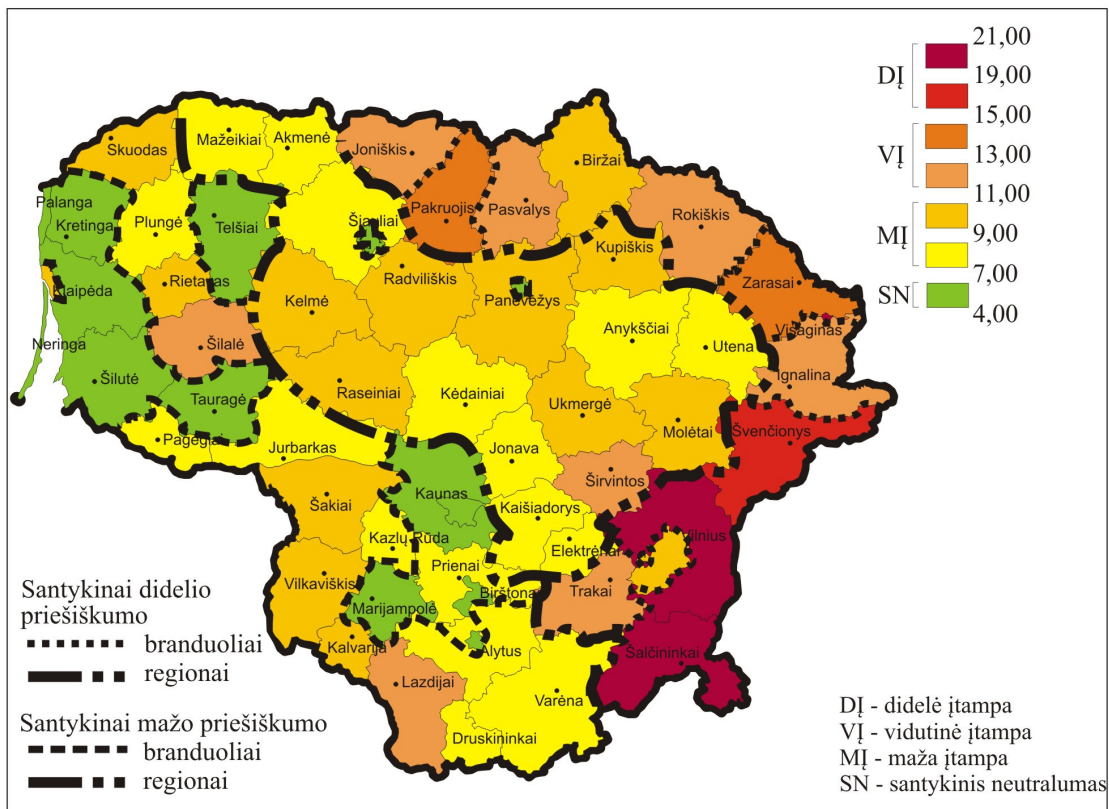 21,00
19,00
DĮ
15,00
13,00
VĮ
11,00
9,00
MĮ
7,00
SN
4,00
Skuodas
Mažeikiai
Akmenė
Joniškis
Biržai
Palanga
Kretinga
Plungė
Telšiai
Šiauliai
Pakruojis
Pasvalys
Rokiškis
Klaipėda
Rietavas
Kelmė
Radviliškis
Panevėžys
Kupiškis
Zarasai
Visaginas
Neringa
Šilalė
Anykščiai
Utena
Ignalina
Šilutė
Tauragė
Raseiniai
Kėdainiai
Ukmergė
Molėtai
Švenčionys
Pagėgiai
Jurbarkas
Jonava
Širvintos
Šakiai
Kaunas
Kaišiadorys
Vilnius
Kazlų Rūda
Elektrėnai
Vilkaviškis
Prienai
Birštonas
Trakai
Marijampolė
Kalvarija
Alytus
Šalčininkai
Lazdijai
Varėna
Druskininkai
Santykinai didelio
priešiškumo
branduoliai
regionai
Santykinai mažo priešiškumo
branduoliai
regionai
DĮ - didelė įtampa
VĮ - vidutinė įtampa
MĮ - maža įtampa
SN - santykinis neutralumas